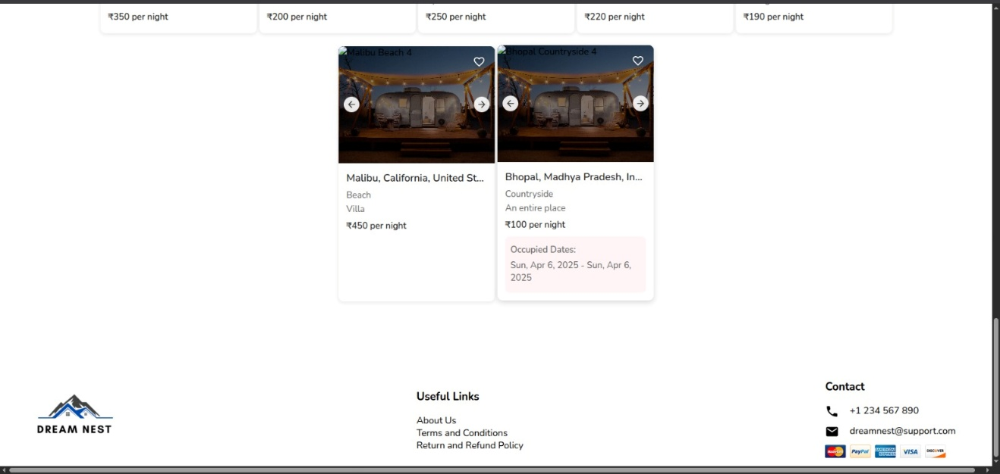 ₹350 per night
₹200 per night
₹250 per night
₹220 per night
₹190 per night
Malibu Beach 4
Bhopal Countryside 4
Malibu, California, United St...
Beach
Villa
₹450 per night
Bhopal, Madhya Pradesh, In...
Countryside
An entire place
₹100 per night
Occupied Dates:
Sun, Apr 6, 2025 - Sun, Apr 6,
2025
DREAM NEST
Useful Links
About Us
Terms and Conditions
Return and Refund Policy
Contact
+1 234 567 890
dreamnest@support.com
MasterCard
PayPal
AMERICAN
EXPRESS
VISA
DISCOVER